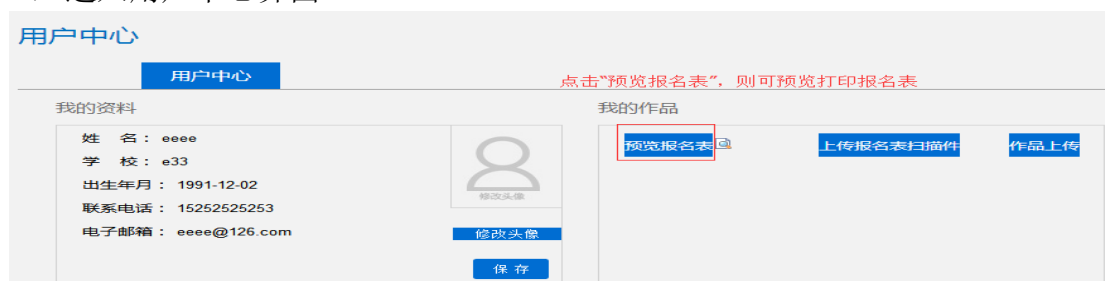 用户中心
用户中心
点击“预览报名表”，则可预览打印报名表
我的资料
我的作品
姓 名： eeee
学 校： e33
出生年月： 1991-12-02
联系电话： 15252525253
电子邮箱： eeee@126.com
修改头像
修改头像
保 存
预览报名表
上传报名表扫描件
作品上传